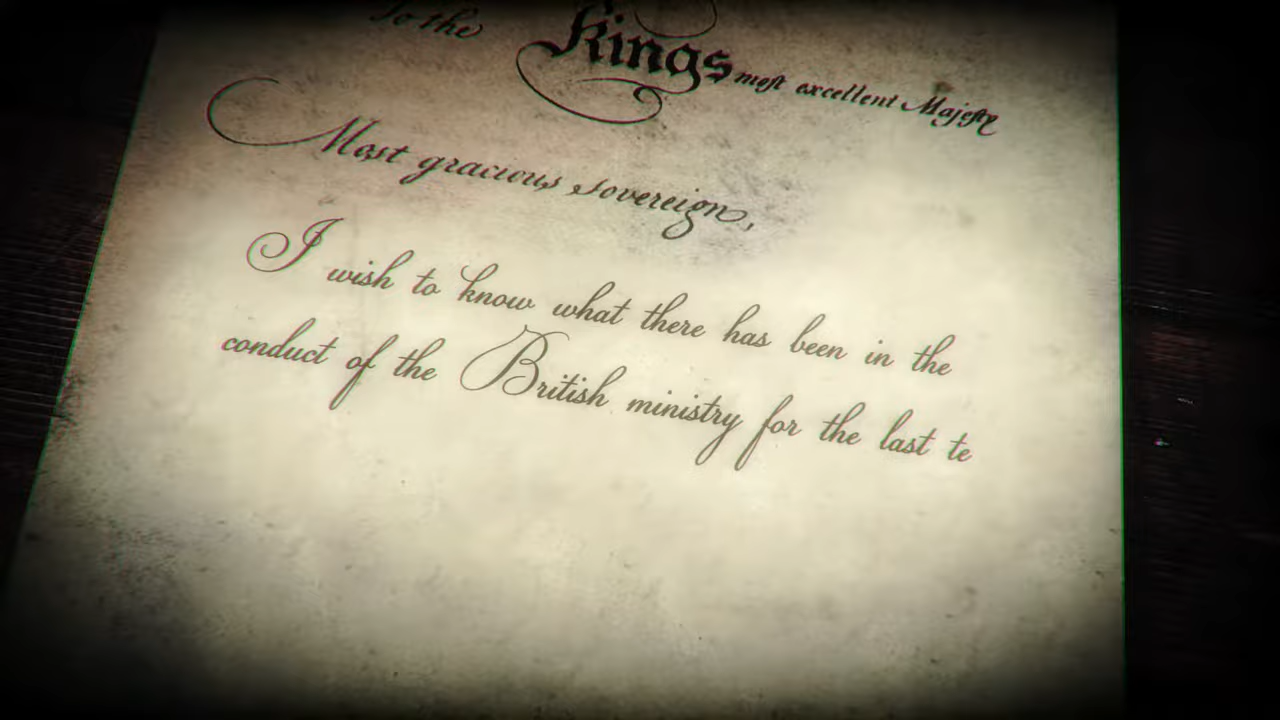 To the Kings most excellent Majesty
Most gracious sovereign,
I wish to know what there has been in the
conduct of the British ministry for the last te